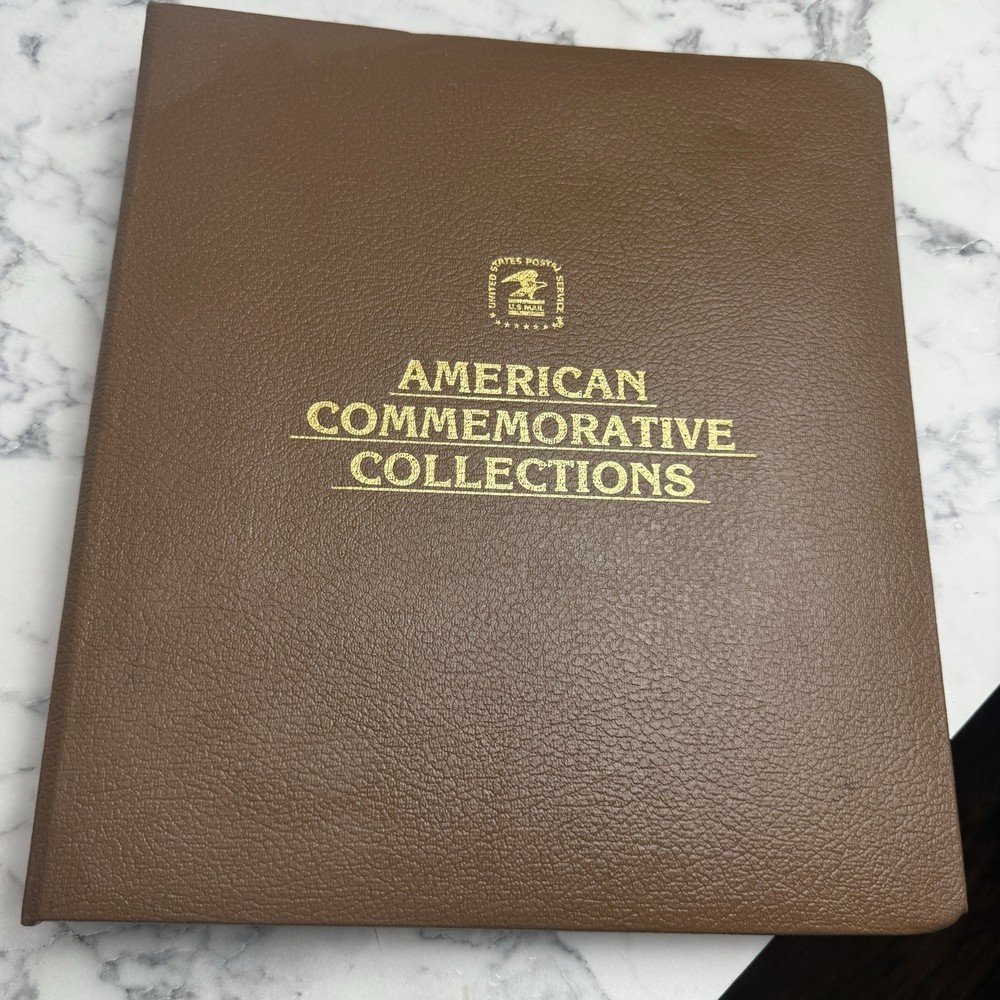 UNITED STATES POSTAL SERVICE
U.S.MAIL
AMERICAN
COMMEMORATIVE
COLLECTIONS